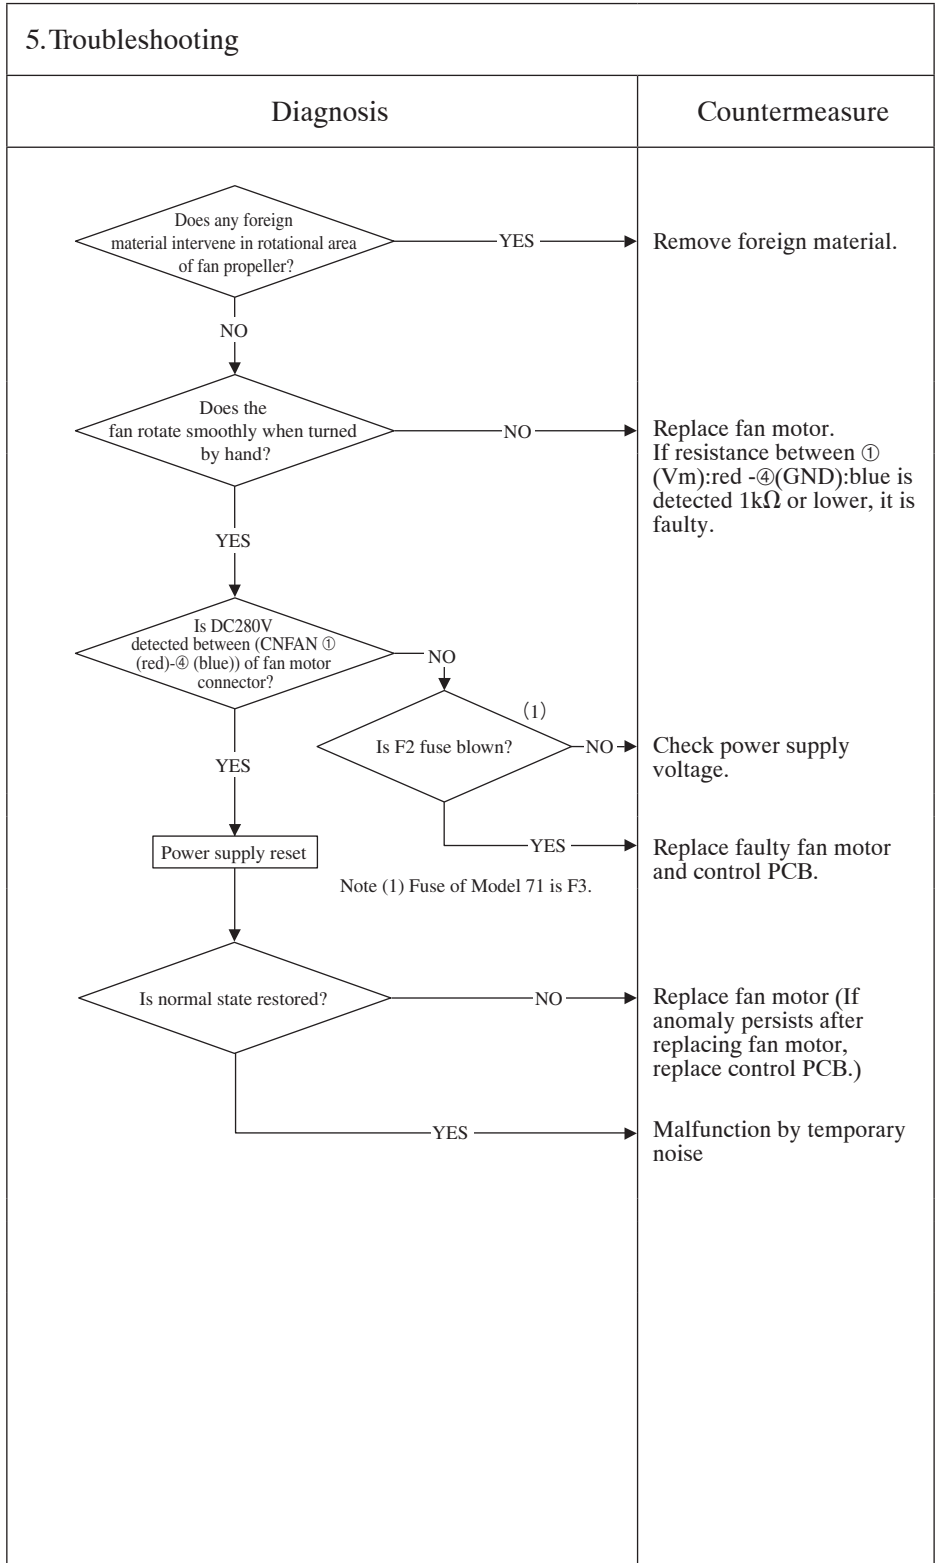 5.Troubleshooting
Diagnosis
Countermeasure
Does any foreign
material intervene in rotational area
of fan propeller?
YES
Remove foreign material.
NO
Does the
fan rotate smoothly when turned
by hand?
NO
Replace fan motor.
If resistance between ①
(Vm):red -④(GND):blue is
detected 1kΩ or lower, it is
faulty.
YES
Is DC280V
detected between (CNFAN ①
(red)-④ (blue)) of fan motor
connector?
NO
(1)
Is F2 fuse blown?
NO
Check power supply
voltage.
YES
YES
Replace faulty fan motor
and control PCB.
Power supply reset
Note (1) Fuse of Model 71 is F3.
Is normal state restored?
NO
Replace fan motor (If
anomaly persists after
replacing fan motor,
replace control PCB.)
YES
Malfunction by temporary
noise